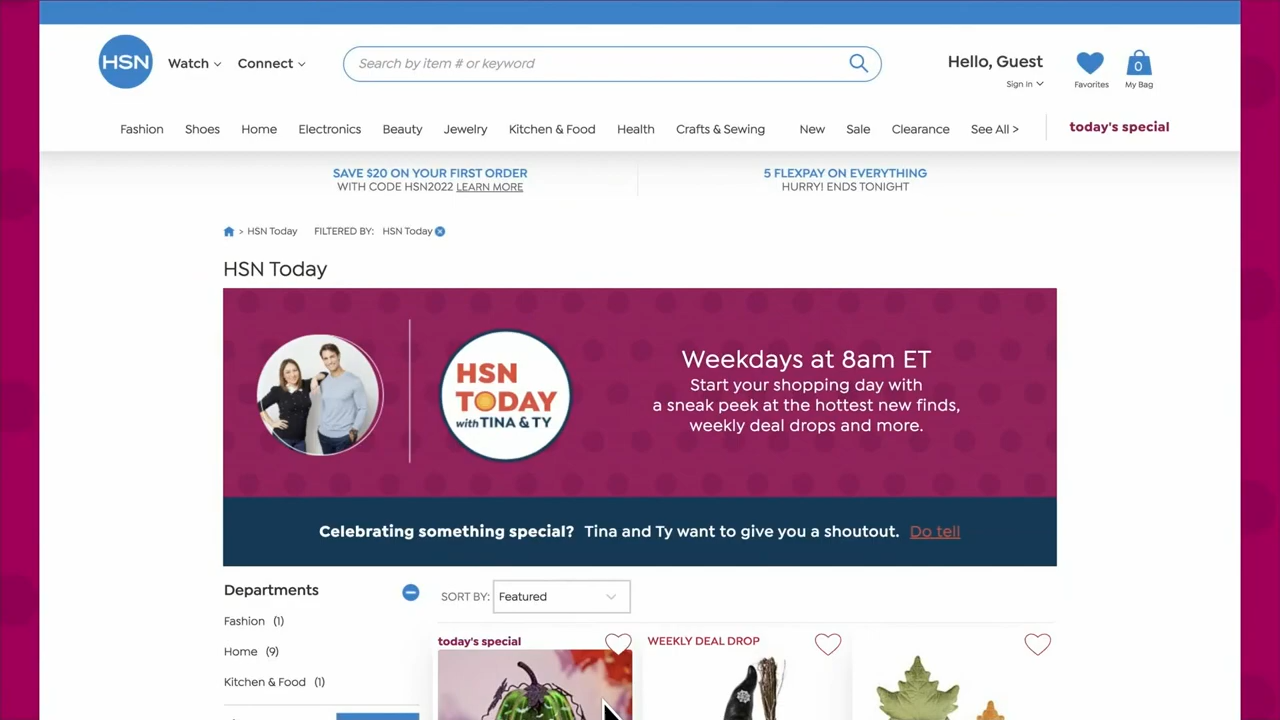 HSN
Watch
Connect
Search by item # or keyword
Hello, Guest
Sign In
Favorites
0
My Bag
Fashion
Shoes
Home
Electronics
Beauty
Jewelry
Kitchen & Food
Health
Crafts & Sewing
New
Sale
Clearance
See All >
today's special
SAVE $20 ON YOUR FIRST ORDER
WITH CODE HSN2022 LEARN MORE
5 FLEXPAY ON EVERYTHING
HURRY! ENDS TONIGHT
> HSN Today
FILTERED BY: HSN Today
HSN Today
HSN
TODAY
with TINA & TY
Weekdays at 8am ET
Start your shopping day with
a sneak peek at the hottest new finds,
weekly deal drops and more.
Celebrating something special? Tina and Ty want to give you a shoutout. Do tell
Departments
Fashion (1)
Home (9)
Kitchen & Food (1)
SORT BY: Featured
today's special
WEEKLY DEAL DROP